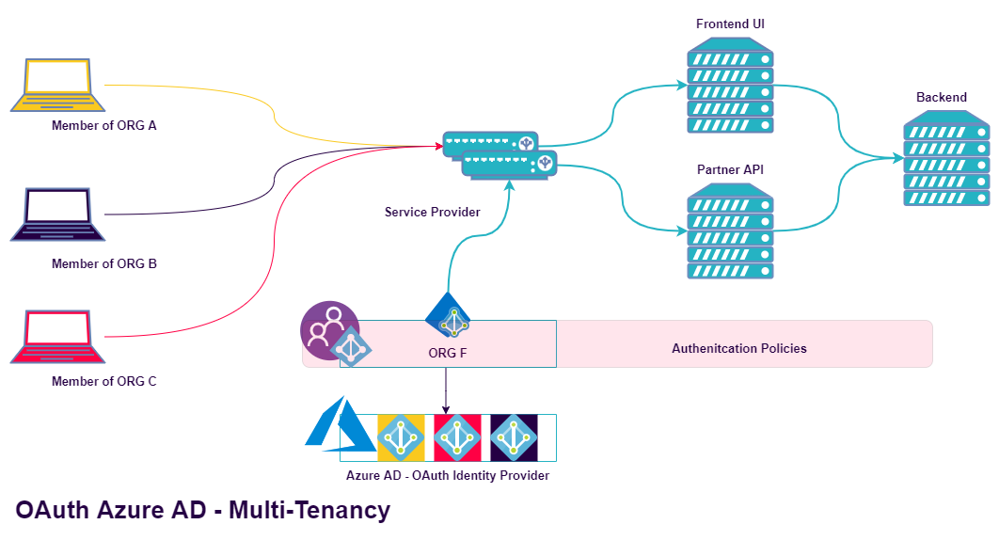 Frontend UI
Backend
Member of ORG A
Partner API
Service Provider
Member of ORG B
Authenitcation Policies
ORG F
Member of ORG C
Azure AD - OAuth Identity Provider
OAuth Azure AD - Multi-Tenancy